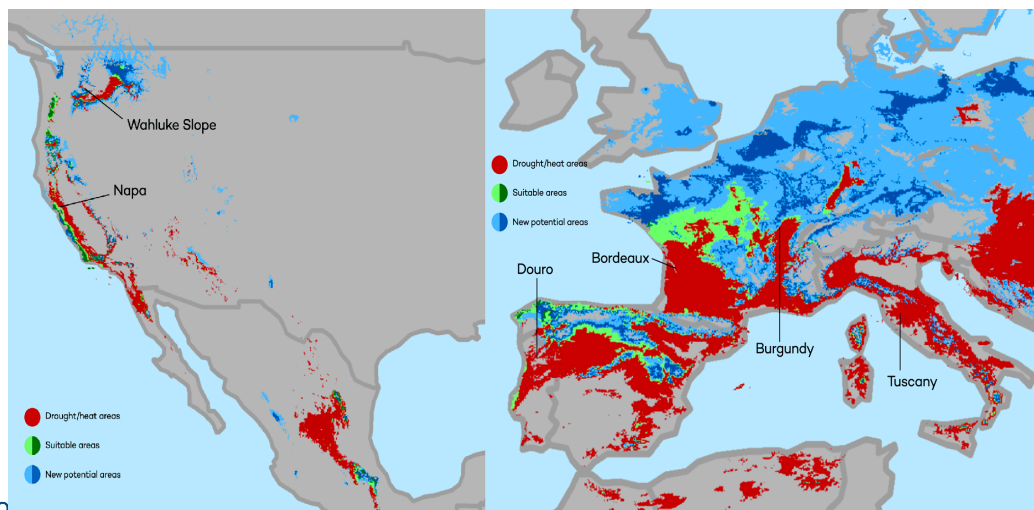 Wahluke Slope
Napa
Drought/heat areas
Suitable areas
New potential areas
Drought/heat areas
Suitable areas
New potential areas
Bordeaux
Douro
Burgundy
Tuscany